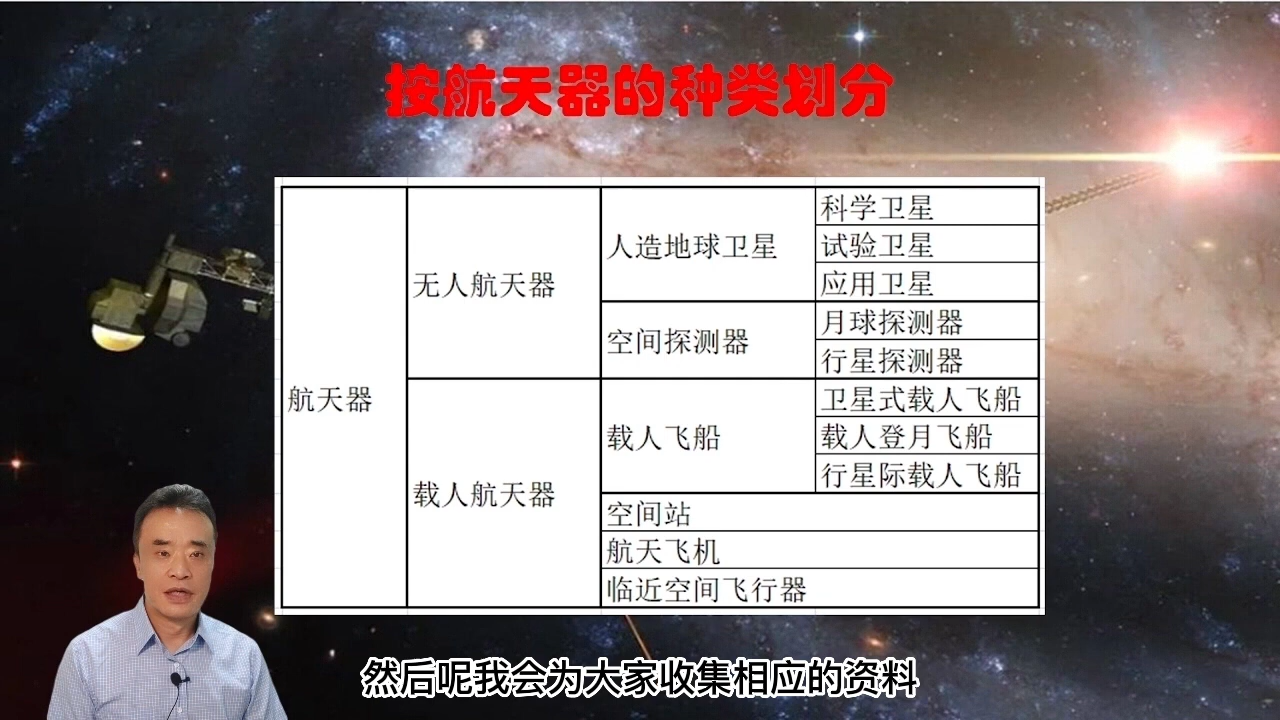 按航天器的种类划分
科学卫星
人造地球卫星
试验卫星
应用卫星
无人航天器
月球探测器
空间探测器
行星探测器
航天器
卫星式载人飞船
载人飞船
载人登月飞船
行星际载人飞船
载人航天器
空间站
航天飞机
临近空间飞行器
然后呢我会为大家收集相应的资料